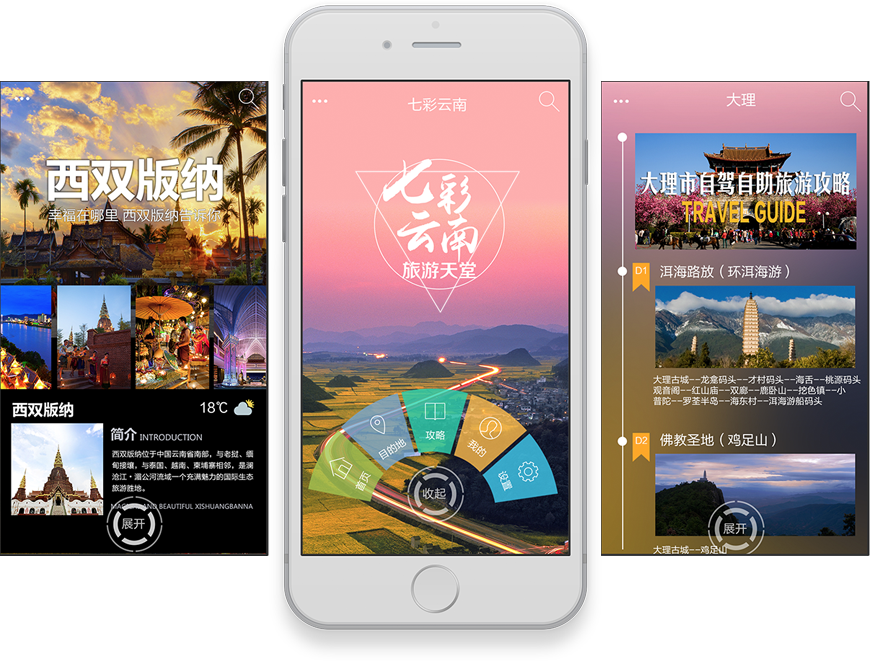 西双版纳
幸福在哪里 西双版纳告诉你
西双版纳
18℃
简介 INTRODUCTION
西双版纳位于中国云南省南部，与老挝、缅
甸接壤，与泰国、越南、柬埔寨相邻，是澜
沧江·湄公河流域一个充满魅力的国际生态
旅游胜地。
AND BEAUTIFUL XISHUANGBANNA
展开
七彩云南
七彩
云南
旅游天堂
首页
目的地
攻略
我的
设置
收起
大理
大理市自驾自助旅游攻略
TRAVEL GUIDE
D1 洱海路放（环洱海游）
大理古城--龙龛码头--才村码头--海舌--桃源码头
观音阁--红山庙--双廊--鹿卧山--挖色镇--小
普陀--罗荃半岛--海东村--洱海游船码头
D2 佛教圣地（鸡足山）
展开
大理古城--鸡足山